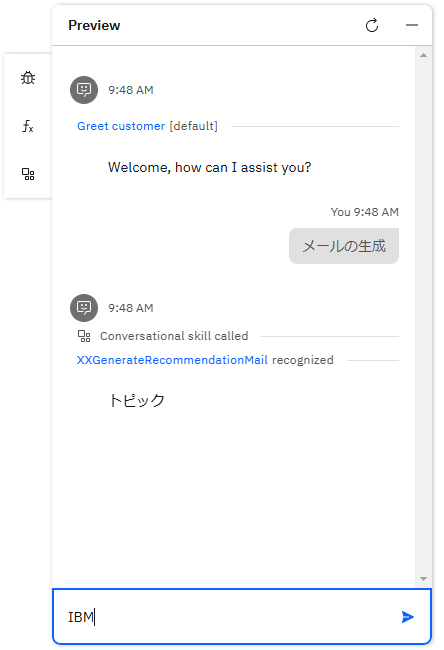 Preview
9:48 AM
Greet customer [default]
Welcome, how can I assist you?
You 9:48 AM
メールの生成
9:48 AM
Conversational skill called
XXGenerateRecommendationMail recognized
トピック
IBM
fx